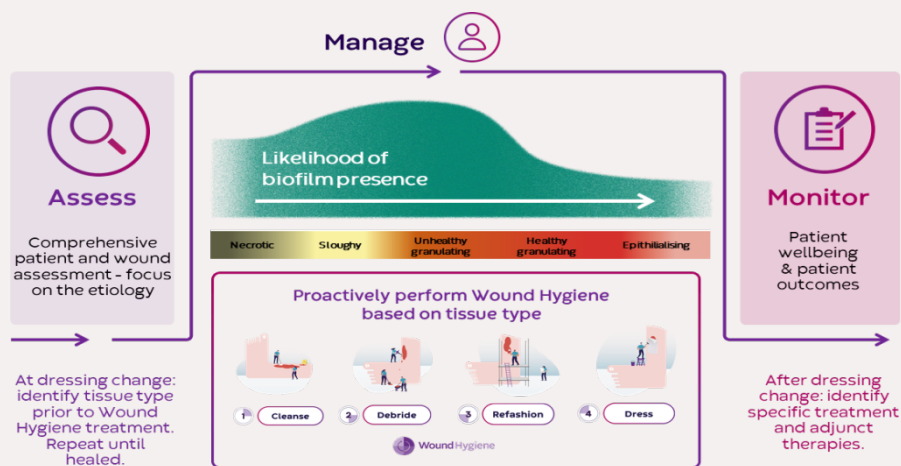 Manage
Assess
Comprehensive
patient and wound
assessment - focus
on the etiology
At dressing change:
identify tissue type
prior to Wound
Hygiene treatment.
Repeat until
healed.
Likelihood of
biofilm presence
Necrotic
Sloughy
Unhealthy
granulating
Healthy
granulating
Epithilialising
Proactively perform Wound Hygiene
based on tissue type
1 Cleanse
2 Debride
3 Refashion
4 Dress
WoundHygiene
Monitor
Patient
wellbeing
& patient
outcomes
After dressing
change: identify
specific treatment
and adjunct
therapies.